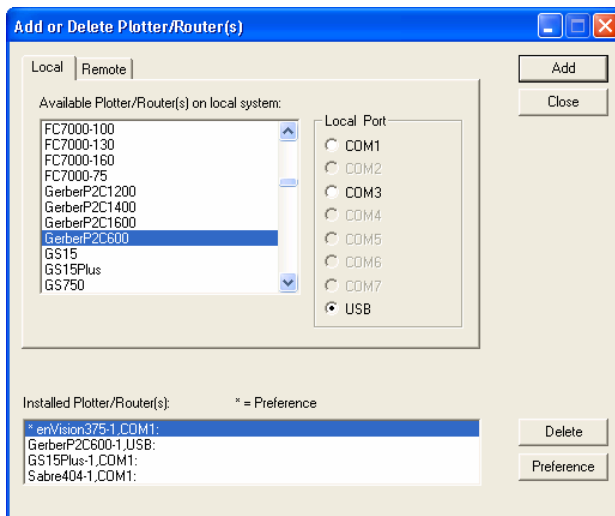 Add or Delete Plotter/Router(s)
Local Remote
Add
Close
Available Plotter/Router(s) on local system:
FC7000-100
FC7000-130
FC7000-160
FC7000-75
GerberP2C1200
GerberP2C1400
GerberP2C1600
GerberP2C600
GS15
GS15Plus
GS750
Local Port
COM1
COM2
COM3
COM4
COM5
COM6
COM7
USB
Installed Plotter/Router(s): * = Preference
* enVision375-1,COM1:
GerberP2C600-1,USB:
GS15Plus-1,COM1:
Sabre404-1,COM1:
Delete
Preference